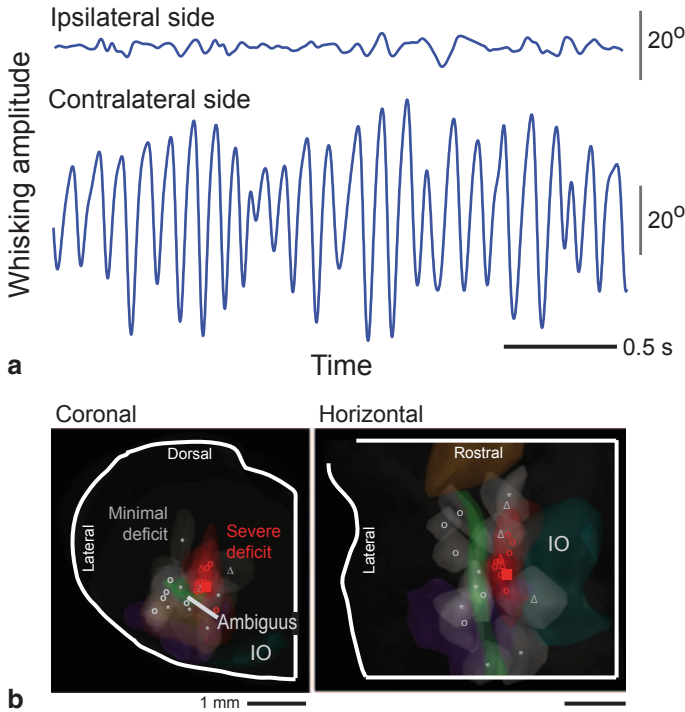 Ipsilateral side
20°
Contralateral side
Whisking amplitude
20°
0.5 s
a
Time
Coronal
Horizontal
Dorsal
Rostral
Lateral
Minimal
deficit
Severe
deficit
Lateral
IO
Ambiguus
IO
b
1 mm